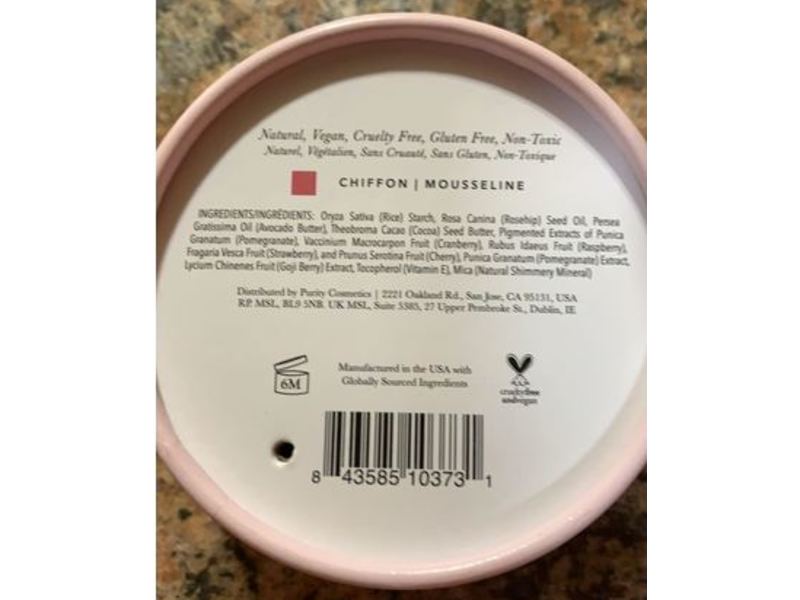 Natural, Vegan, Cruelty Free, Gluten Free, Non-Toxic
Naturel, Végétalien, Sans Cruauté, Sans Gluten, Non-Toxique
CHIFFON | MOUSSELINE
INGREDIENTS/INGRÉDIENTS: Oryza Sativa (Rice) Starch, Rosa Canina (Rosehip) Seed Oil, Persea
Gratissima Oil (Avocado Butter), Theobroma Cacao (Cocoa) Seed Butter, Pigmented Extracts of Punica
Granatum (Pomegranate), Vaccinium Macrocarpon Fruit (Cranberry), Rubus Idaeus Fruit (Raspberry),
Fragaria Vesca Fruit (Strawberry), and Prunus Serotina Fruit (Cherry), Punica Granatum (Pomegranate) Extract,
Lycium Chinenes Fruit (Goji Berry) Extract, Tocopherol (Vitamin E), Mica (Natural Shimmery Mineral)
Distributed by Purity Cosmetics | 2221 Oakland Rd., San Jose, CA 95131, USA
RP. MSL, BL9 5NB. UK MSL, Suite 5385, 27 Upper Pembroke St., Dublin, IE
Manufactured in the USA with
Globally Sourced Ingredients
6M
crueltyfree
andvegan
8 43585 10373 1